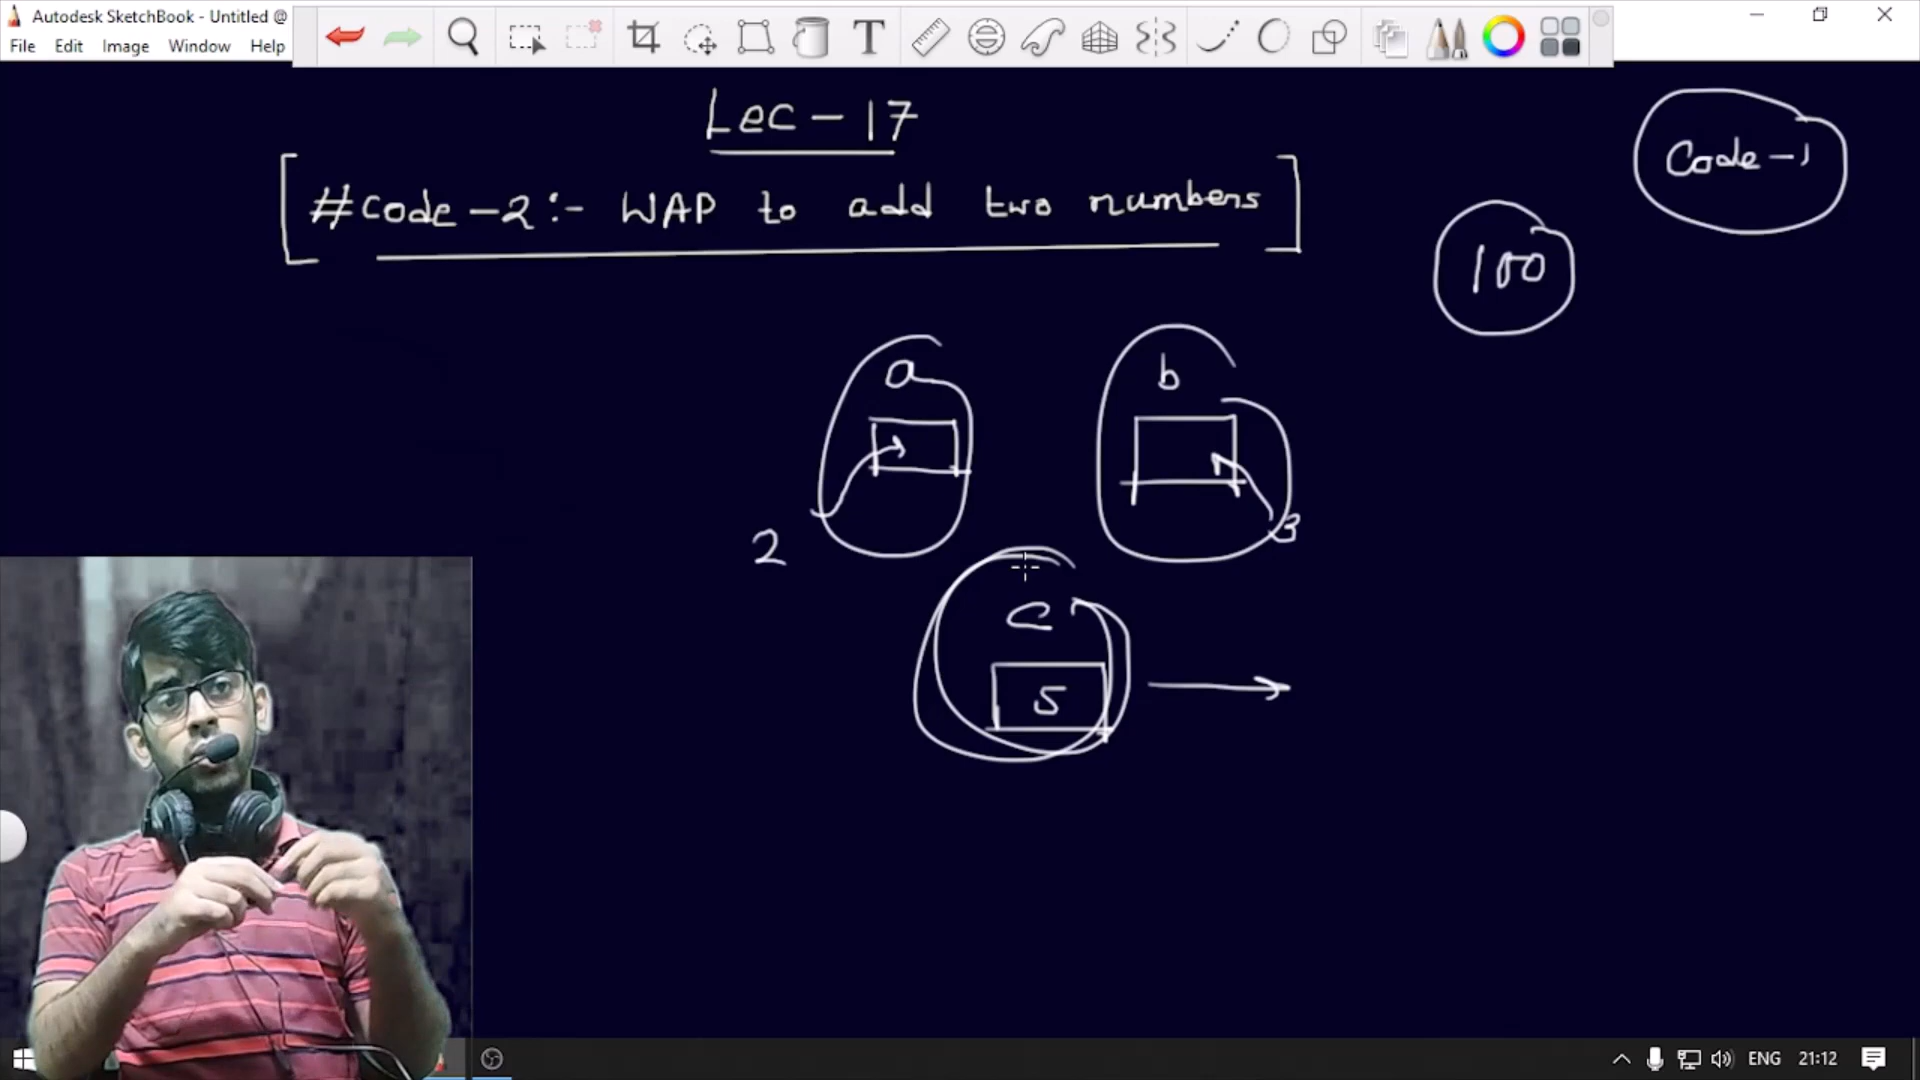 Autodesk SketchBook - Untitled @
File Edit Image Window Help
T
Lec - 17
Code - 1
#code - 2 :- WAP to add two numbers
100
a
b
2
3
c
5
ENG 21:12